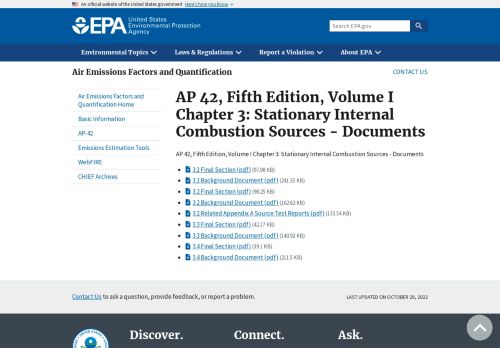 An official website of the United States government Here's how you know
EPA United States
Environmental Protection
Agency
Search EPA.gov
Environmental Topics Laws & Regulations Report a Violation About EPA
Air Emissions Factors and Quantification
CONTACT US
Air Emissions Factors and
Quantification Home
Basic Information
AP-42
Emissions Estimation Tools
WebFIRE
CHIEF Archives
AP 42, Fifth Edition, Volume I
Chapter 3: Stationary Internal
Combustion Sources - Documents
AP 42, Fifth Edition, Volume I Chapter 3: Stationary Internal Combustion Sources - Documents
3.1 Final Section (pdf) (97.08 KB)
3.1 Background Document (pdf) (241.35 KB)
3.2 Final Section (pdf) (98.25 KB)
3.2 Background Document (pdf) (162.62 KB)
3.2 Related Appendix A Source Test Reports (pdf) (133.54 KB)
3.3 Final Section (pdf) (42.17 KB)
3.3 Background Document (pdf) (140.92 KB)
3.4 Final Section (pdf) (39.1 KB)
3.4 Background Document (pdf) (211.5 KB)
Contact Us to ask a question, provide feedback, or report a problem.
LAST UPDATED ON OCTOBER 28, 2022
Discover. Connect. Ask.